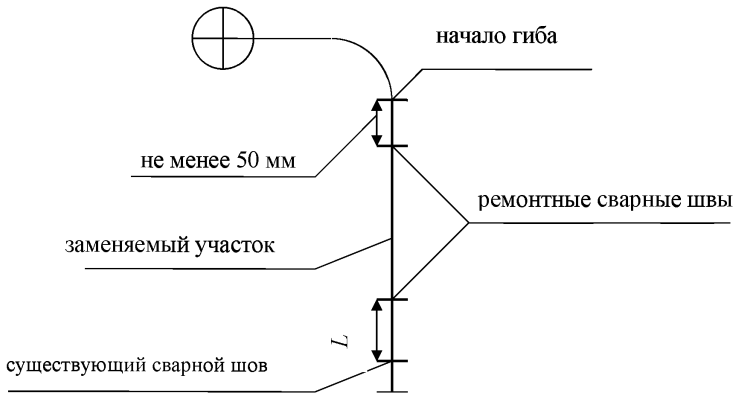 начало гиба
не менее 50 мм
ремонтные сварные швы
заменяемый участок
L
существующий сварной шов